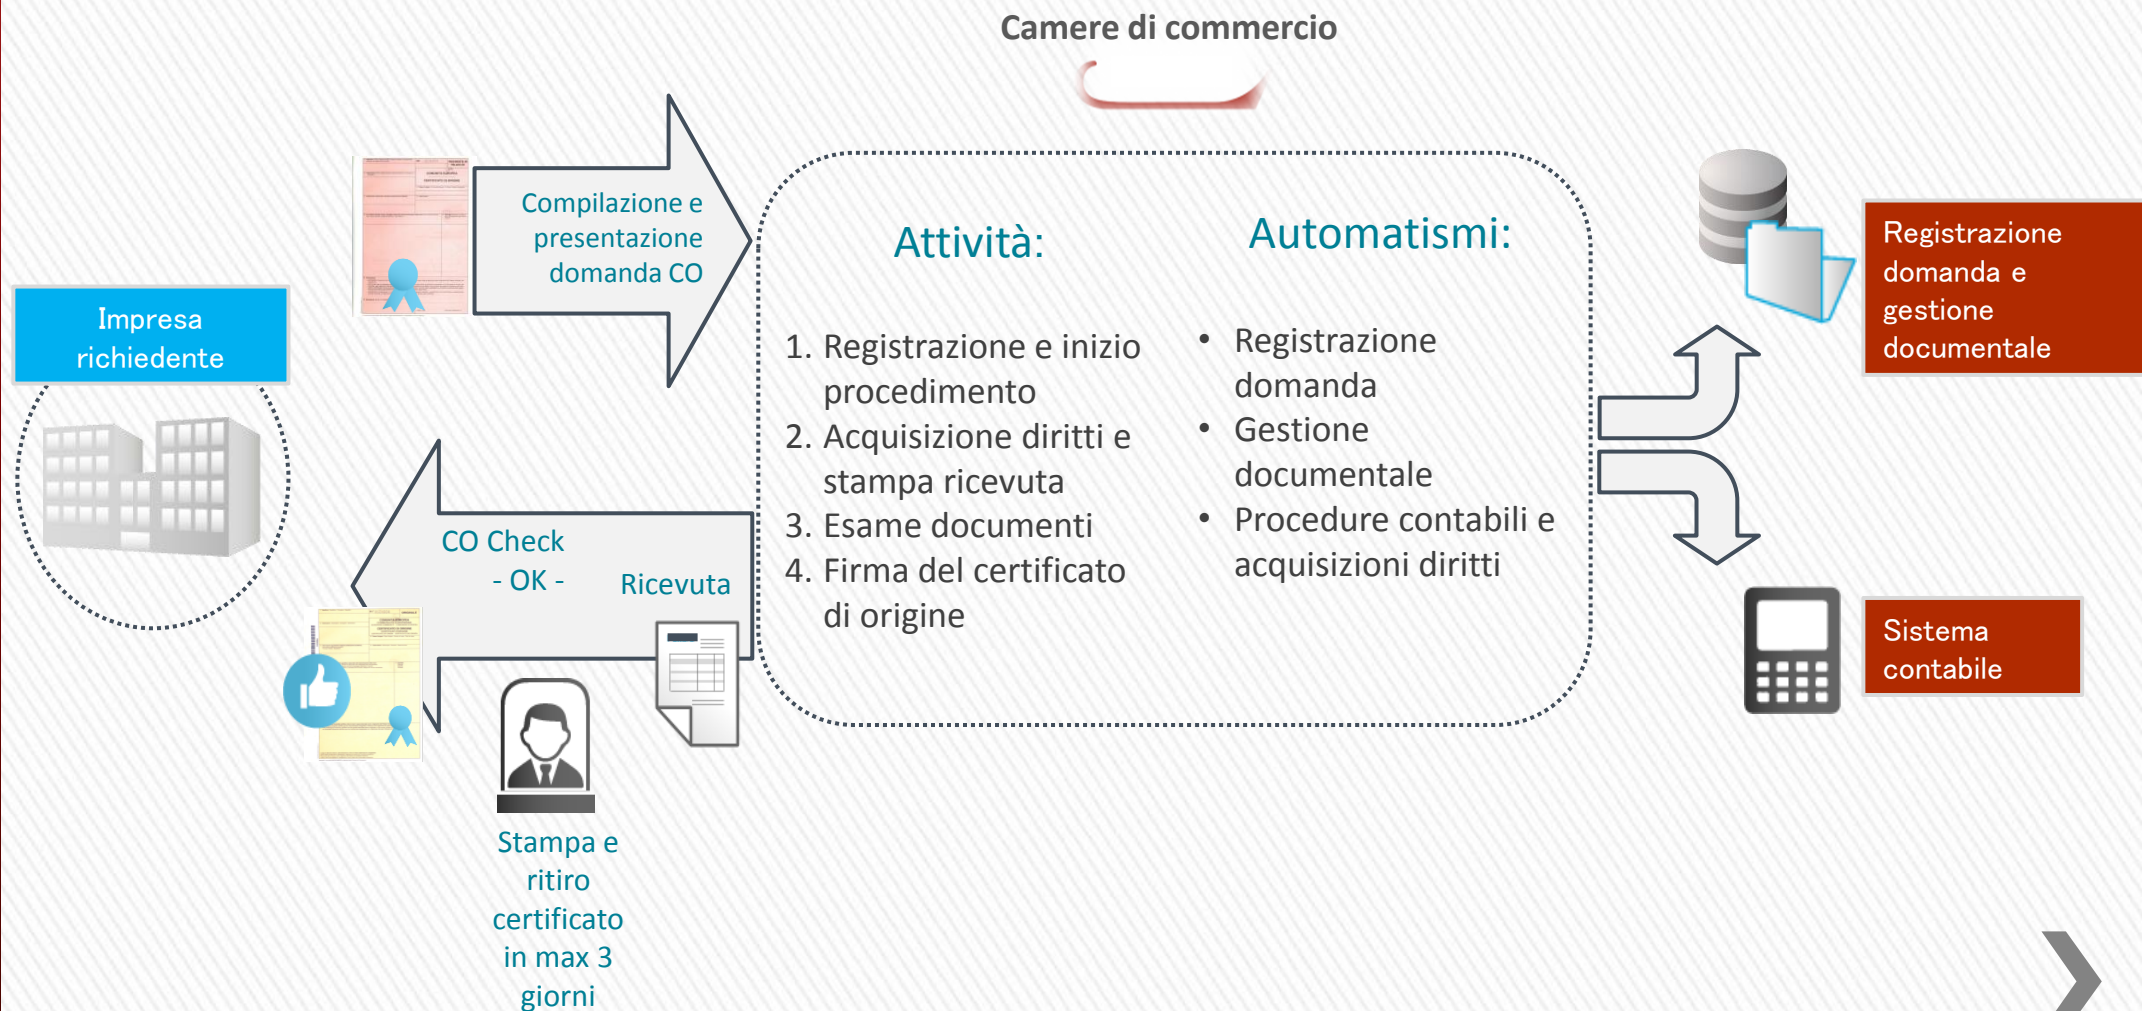 Camere di commercio
Impresa
richiedente
Compilazione e
presentazione
domanda CO
CO Check
- OK -
Ricevuta
Stampa e
ritiro
certificato
in max 3
giorni
Attività:
1. Registrazione e inizio
procedimento
2. Acquisizione diritti e
stampa ricevuta
3. Esame documenti
4. Firma del certificato
di origine
Automatismi:
• Registrazione
domanda
• Gestione
documentale
• Procedure contabili e
acquisizioni diritti
Registrazione
domanda e
gestione
documentale
Sistema
contabile